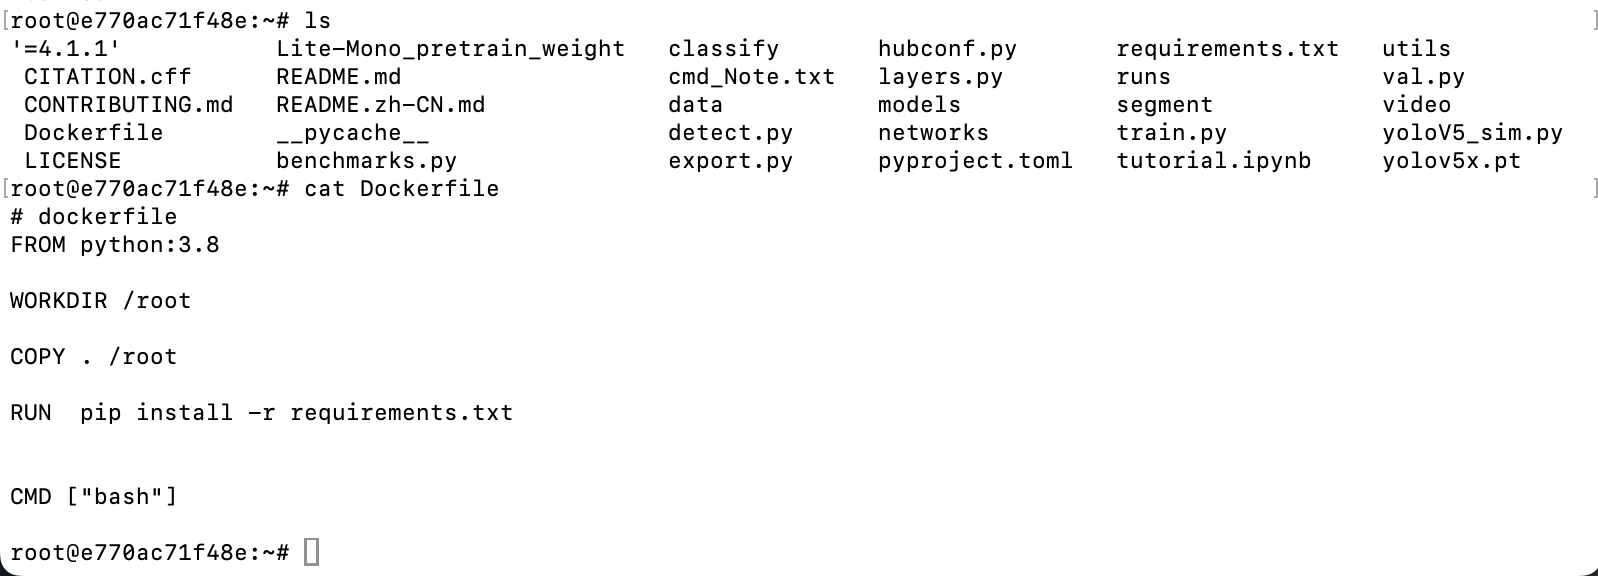 [root@e770ac71f48e:~# ls ]
'=4.1.1' Lite-Mono_pretrain_weight classify hubconf.py requirements.txt utils
CITATION.cff README.md cmd_Note.txt layers.py runs val.py
CONTRIBUTING.md README.zh-CN.md data models segment video
Dockerfile __pycache__ detect.py networks train.py yoloV5_sim.py
LICENSE benchmarks.py export.py pyproject.toml tutorial.ipynb yolov5x.pt
[root@e770ac71f48e:~# cat Dockerfile ]
# dockerfile
FROM python:3.8
WORKDIR /root
COPY . /root
RUN  pip install -r requirements.txt
CMD ["bash"]
root@e770ac71f48e:~#